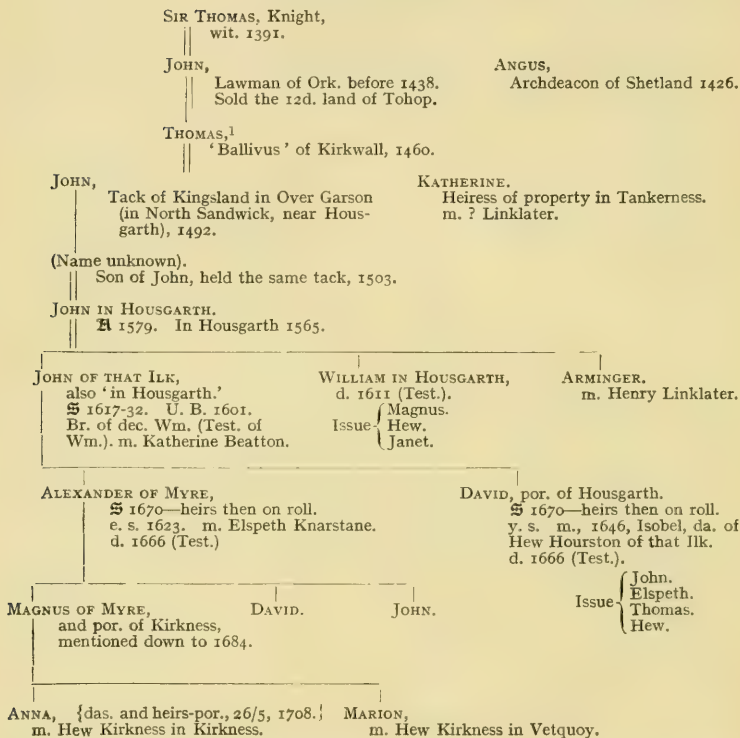 SIR THOMAS, Knight,
wit. 1391.
JOHN,
Lawman of Ork. before 1438.
Sold the 12d. land of Tohop.
ANGUS,
Archdeacon of Shetland 1426.
THOMAS,¹
'Ballivus' of Kirkwall, 1460.
JOHN,
Tack of Kingsland in Over Garson
(in North Sandwick, near Hous-
garth), 1492.
KATHERINE.
Heiress of property in Tankerness.
m. ? Linklater.
(Name unknown).
Son of John, held the same tack, 1503.
JOHN IN HOUSGARTH.
𝕽 1579. In Housgarth 1565.
JOHN OF THAT ILK,
also 'in Housgarth.'
𝕾 1617-32. U. B. 1601.
Br. of dec. Wm. (Test. of
Wm.). m. Katherine Beatton.
WILLIAM IN HOUSGARTH,
d. 1611 (Test.).
Issue
Magnus.
Hew.
Janet.
ARMINGER.
m. Henry Linklater.
ALEXANDER OF MYRE,
𝕾 1670—heirs then on roll.
e. s. 1623. m. Elspeth Knarstane.
d. 1666 (Test.)
DAVID, por. of Housgarth.
𝕾 1670—heirs then on roll.
y. s. m., 1646, Isobel, da. of
Hew Hourston of that Ilk.
d. 1666 (Test.).
Issue
John.
Elspeth.
Thomas.
Hew.
MAGNUS OF MYRE,
and por. of Kirkness,
mentioned down to 1684.
DAVID.
JOHN.
ANNA, {das. and heirs-por., 26/5, 1708.} MARION,
m. Hew Kirkness in Kirkness.
m. Hew Kirkness in Vetquoy.